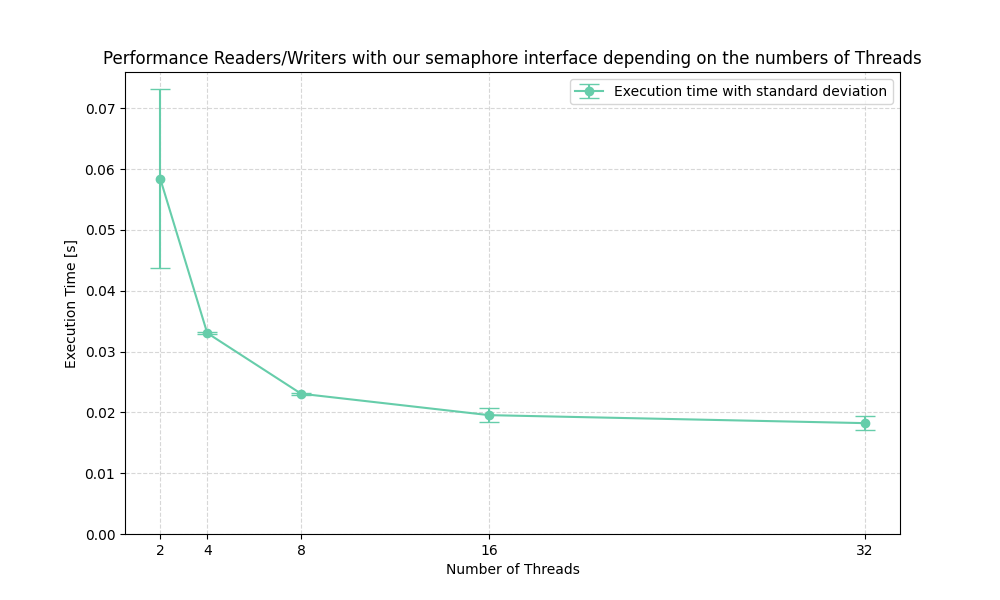 Performance Readers/Writers with our semaphore interface depending on the numbers of Threads
Execution time with standard deviation
0.07
0.06
0.05
0.04
0.03
0.02
0.01
0.00
Execution Time [s]
2 4 8 16 32
Number of Threads